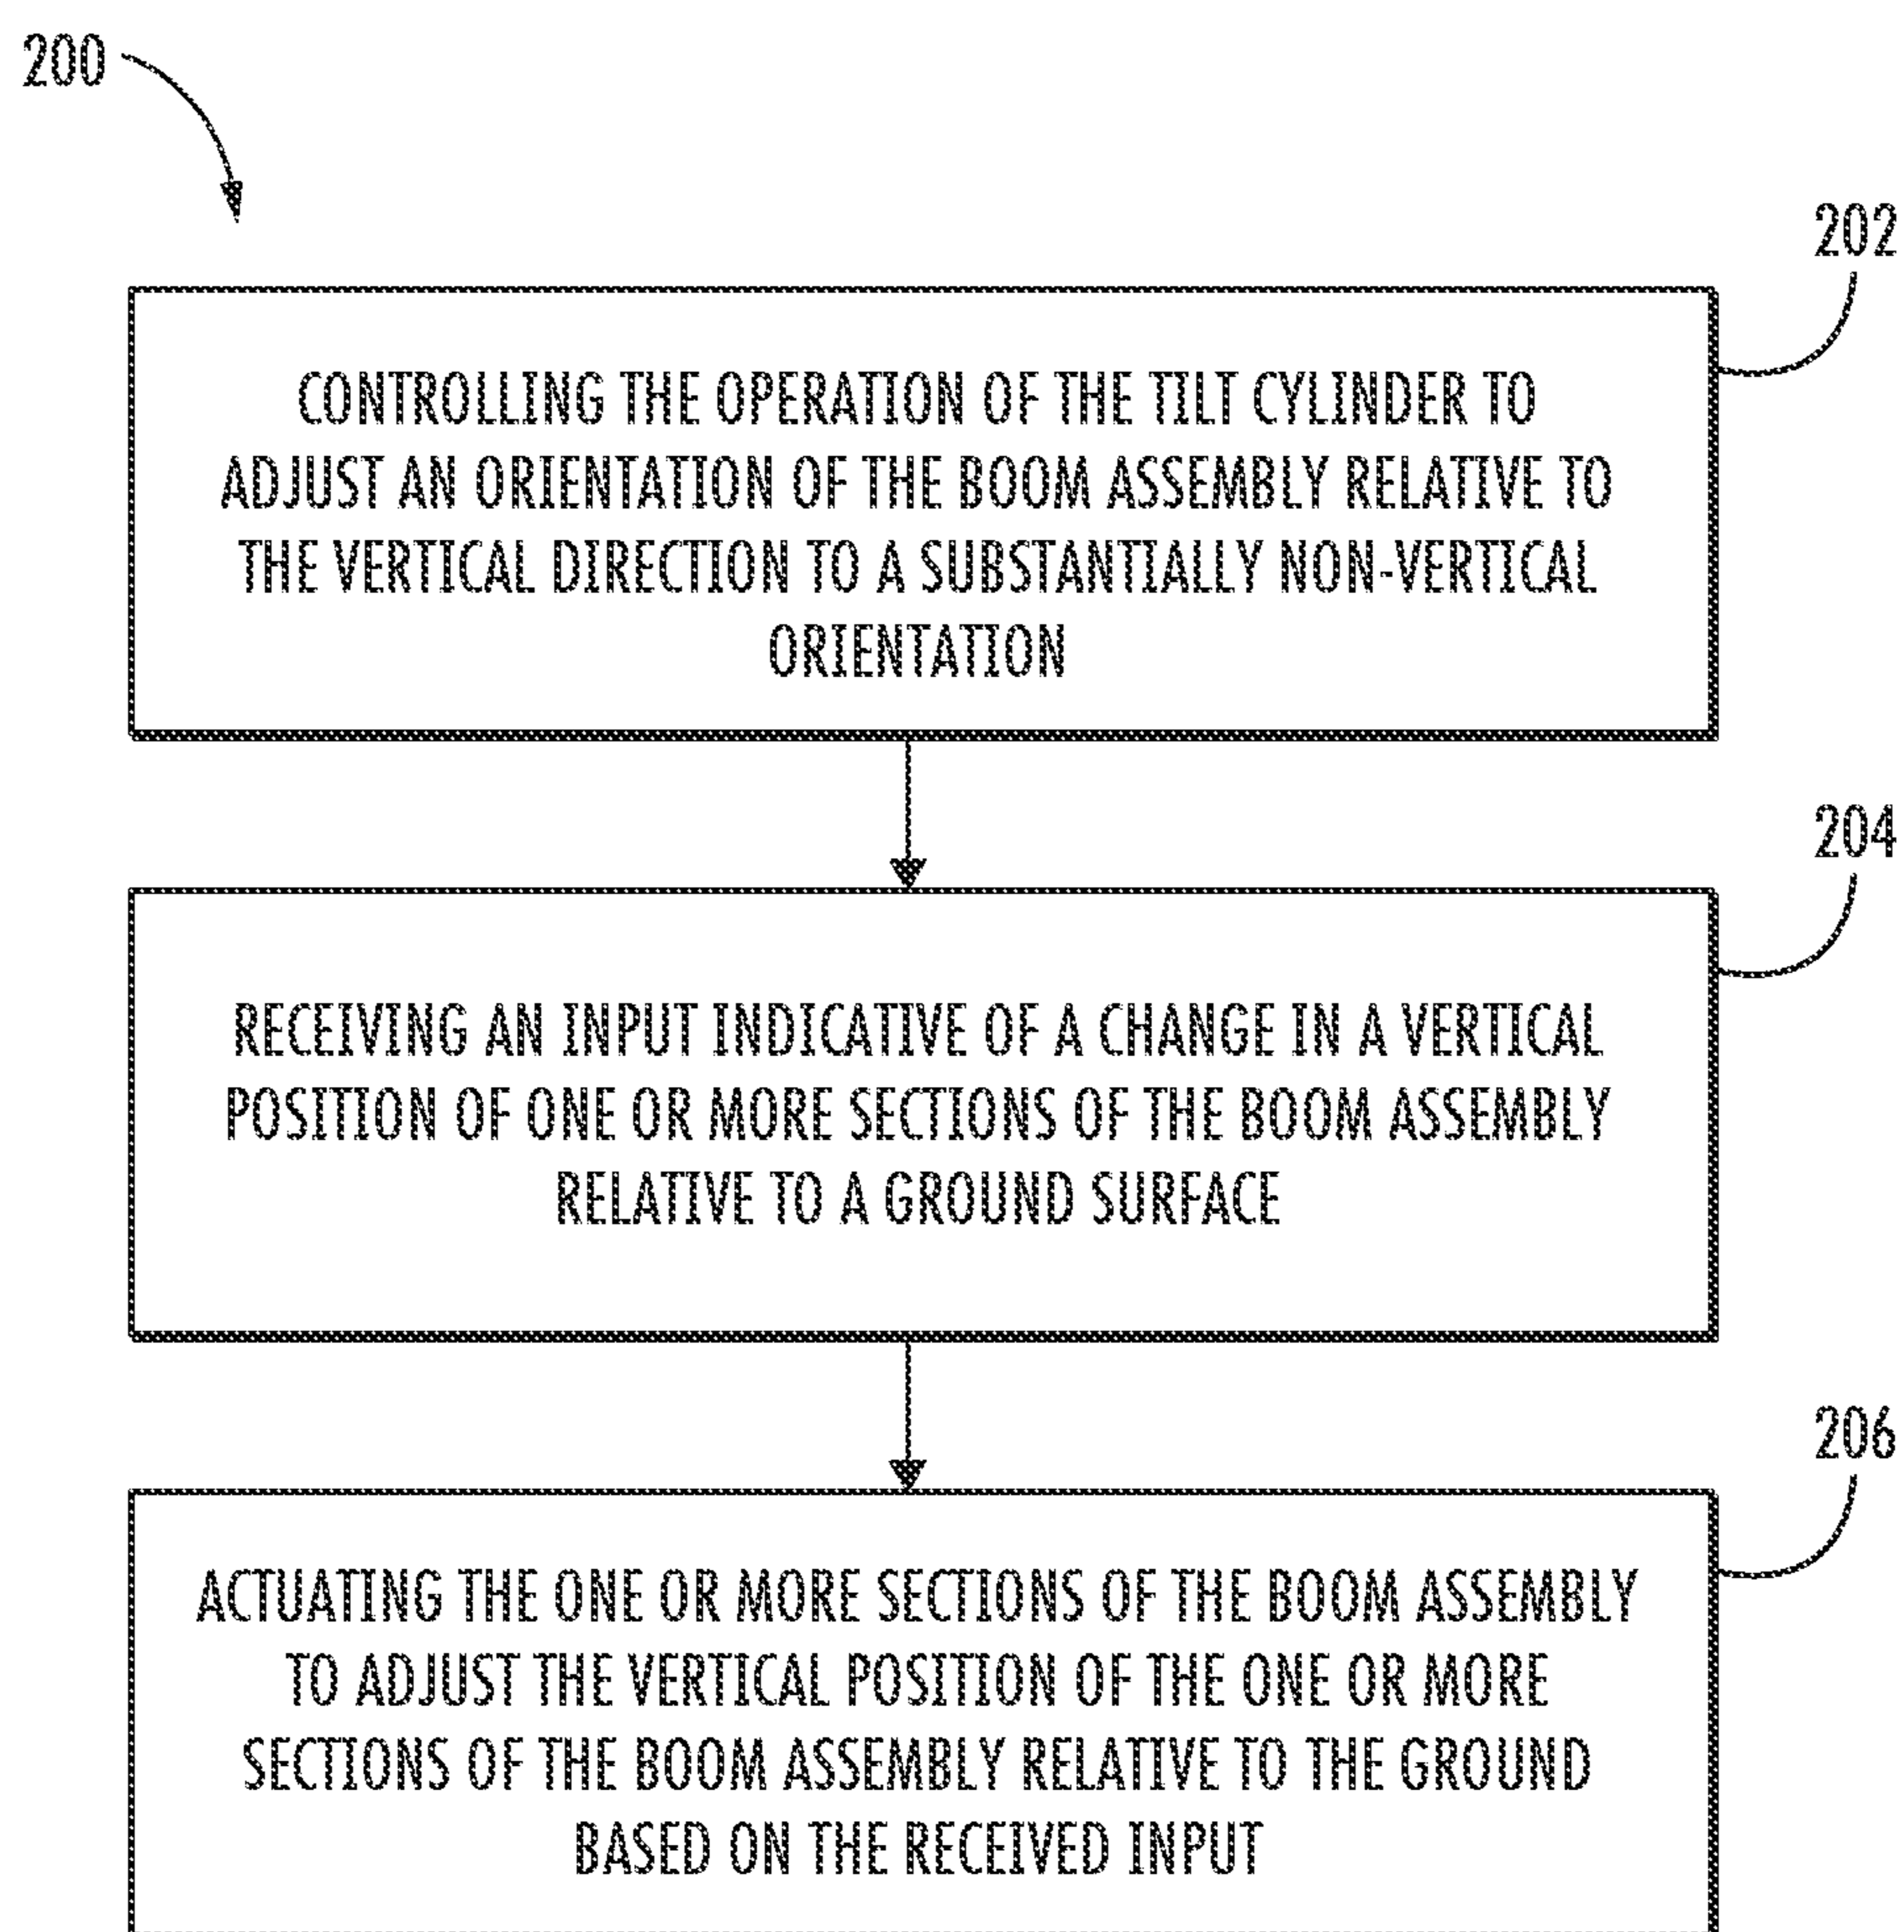 200
202
CONTROLLING THE OPERATION OF THE TILT CYLINDER TO
ADJUST AN ORIENTATION OF THE BOOM ASSEMBLY RELATIVE TO
THE VERTICAL DIRECTION TO A SUBSTANTIALLY NON-VERTICAL
ORIENTATION
204
RECEIVING AN INPUT INDICATIVE OF A CHANGE IN A VERTICAL
POSITION OF ONE OR MORE SECTIONS OF THE BOOM ASSEMBLY
RELATIVE TO A GROUND SURFACE
206
ACTUATING THE ONE OR MORE SECTIONS OF THE BOOM ASSEMBLY
TO ADJUST THE VERTICAL POSITION OF THE ONE OR MORE
SECTIONS OF THE BOOM ASSEMBLY RELATIVE TO THE GROUND
BASED ON THE RECEIVED INPUT